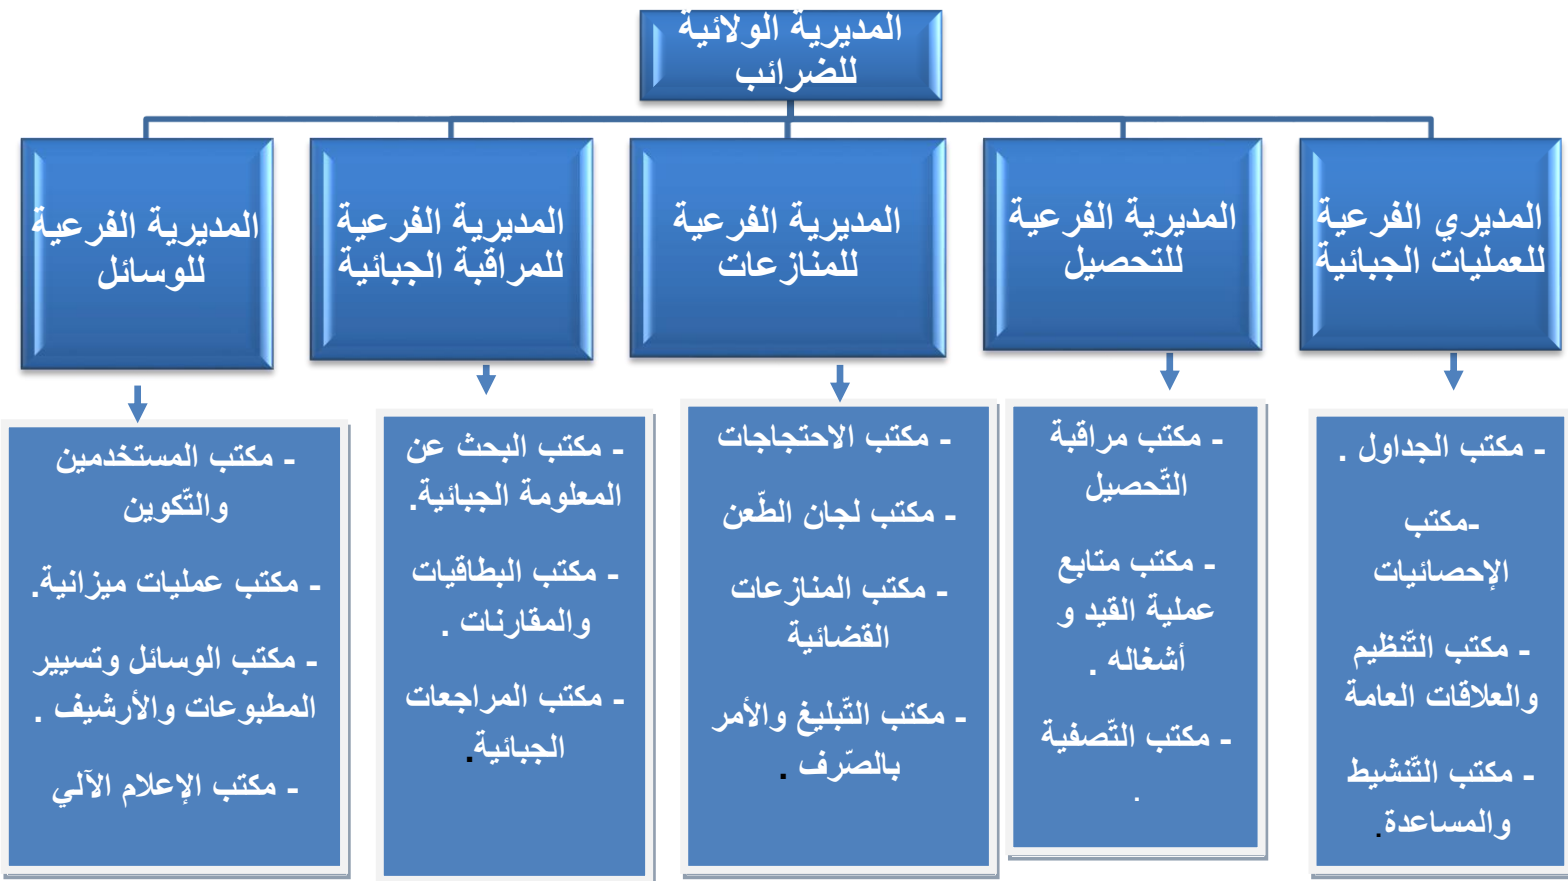 المديرية الولائية
للضرائب
المديري الفرعية
للعمليات الجبائية
المديرية الفرعية
للتحصيل
المديرية الفرعية
للمنازعات
المديرية الفرعية
للمراقبة الجبائية
المديرية الفرعية
للوسائل
- مكتب الجداول .
-مكتب
الإحصائيات
- مكتب التّنظيم
والعلاقات العامة
- مكتب التّنشيط
والمساعدة.
- مكتب مراقبة
التّحصيل
- مكتب متابع
عملية القيد و
أشغاله .
- مكتب التّصفية
.
- مكتب الاحتجاجات
- مكتب لجان الطّعن
- مكتب المنازعات
القضائية
- مكتب التّبليغ والأمر
بالصّرف .
- مكتب البحث عن
المعلومة الجبائية.
- مكتب البطاقيات
والمقارنات .
- مكتب المراجعات
الجبائية.
- مكتب المستخدمين
والتّكوين
- مكتب عمليات ميزانية.
- مكتب الوسائل وتسيير
المطبوعات والأرشيف .
- مكتب الإعلام الآلي